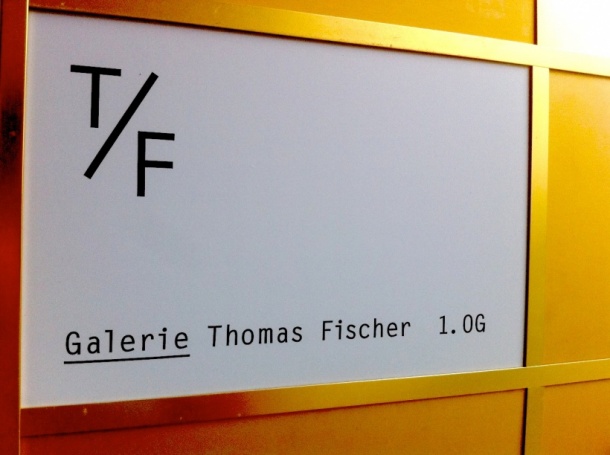 T/F
Galerie Thomas Fischer 1.OG